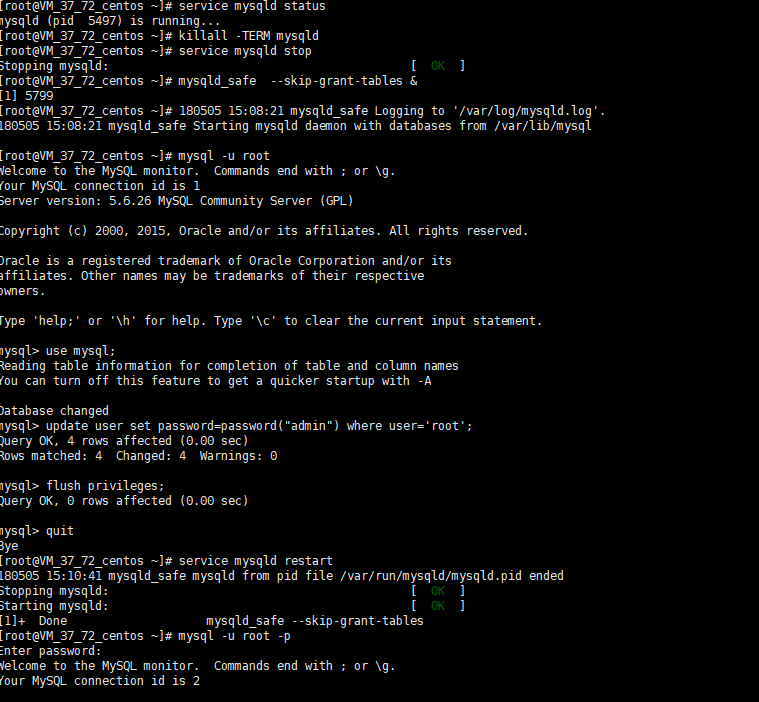 [root@VM_37_72_centos ~]# service mysqld status
mysqld (pid  5497) is running...
[root@VM_37_72_centos ~]# killall -TERM mysqld
[root@VM_37_72_centos ~]# service mysqld stop
Stopping mysqld:                                           [  OK  ]
[root@VM_37_72_centos ~]# mysqld_safe  --skip-grant-tables &
[1] 5799
[root@VM_37_72_centos ~]# 180505 15:08:21 mysqld_safe Logging to '/var/log/mysqld.log'.
180505 15:08:21 mysqld_safe Starting mysqld daemon with databases from /var/lib/mysql
[root@VM_37_72_centos ~]# mysql -u root
Welcome to the MySQL monitor.  Commands end with ; or \g.
Your MySQL connection id is 1
Server version: 5.6.26 MySQL Community Server (GPL)
Copyright (c) 2000, 2015, Oracle and/or its affiliates. All rights reserved.
Oracle is a registered trademark of Oracle Corporation and/or its
affiliates. Other names may be trademarks of their respective
owners.
Type 'help;' or '\h' for help. Type '\c' to clear the current input statement.
mysql> use mysql;
Reading table information for completion of table and column names
You can turn off this feature to get a quicker startup with -A
Database changed
mysql> update user set password=password("admin") where user='root';
Query OK, 4 rows affected (0.00 sec)
Rows matched: 4  Changed: 4  Warnings: 0
mysql> flush privileges;
Query OK, 0 rows affected (0.00 sec)
mysql> quit
Bye
[root@VM_37_72_centos ~]# service mysqld restart
180505 15:10:41 mysqld_safe mysqld from pid file /var/run/mysqld/mysqld.pid ended
Stopping mysqld:                                           [  OK  ]
Starting mysqld:                                           [  OK  ]
[1]+  Done                    mysqld_safe --skip-grant-tables
[root@VM_37_72_centos ~]# mysql -u root -p
Enter password:
Welcome to the MySQL monitor.  Commands end with ; or \g.
Your MySQL connection id is 2